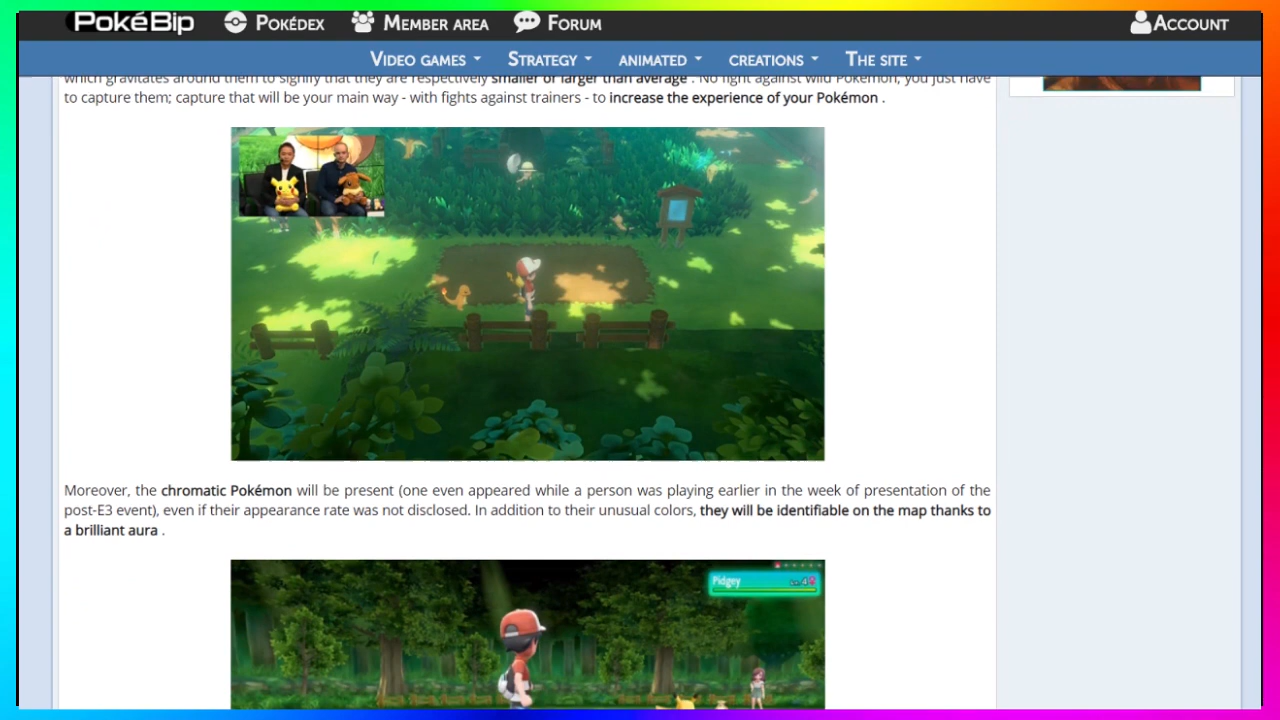 PokéBip Pokédex Member area Forum Account
Video games Strategy animated creations The site
which gravitates around them to signify that they are respectively smaller or larger than average . No fight against wild Pokémon, you just have
to capture them; capture that will be your main way - with fights against trainers - to increase the experience of your Pokémon .
Moreover, the chromatic Pokémon will be present (one even appeared while a person was playing earlier in the week of presentation of the
post-E3 event), even if their appearance rate was not disclosed. In addition to their unusual colors, they will be identifiable on the map thanks to
a brilliant aura .
Pidgey Lv. 4